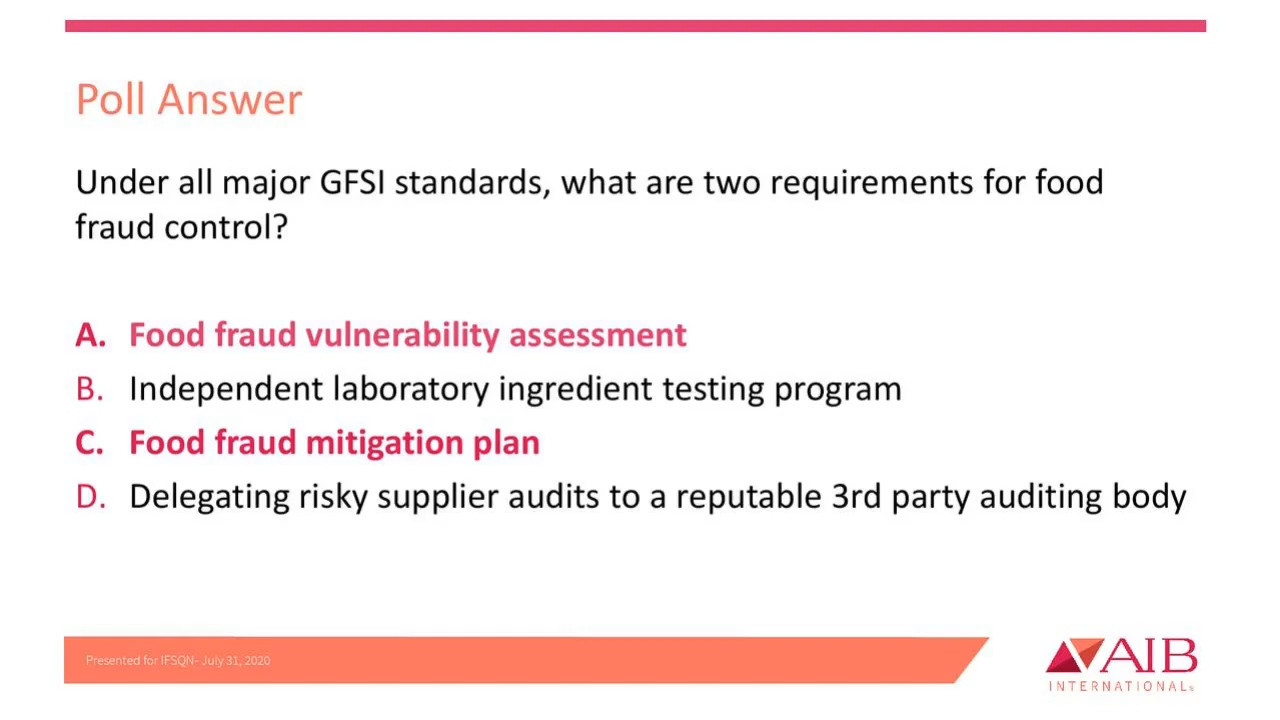 Poll Answer
Under all major GFSI standards, what are two requirements for food
fraud control?
A. Food fraud vulnerability assessment
B. Independent laboratory ingredient testing program
C. Food fraud mitigation plan
D. Delegating risky supplier audits to a reputable 3rd party auditing body
Presented for IFSQN- July 31, 2020
AIB
INTERNATIONAL